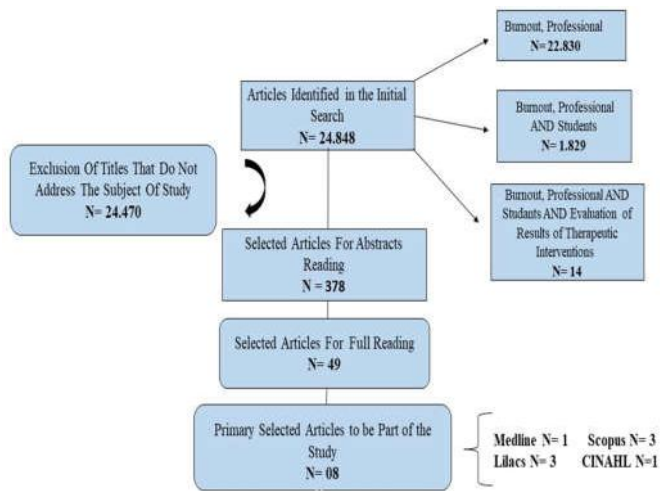 Burnout, Professional
N= 22.830
Articles Identified in the Initial
Search
N= 24.848
Burnout, Professional
AND Students
N= 1.829
Exclusion Of Titles That Do Not
Address The Subject Of Study
N= 24.470
Burnout, Professional AND
Studants AND Evaluation of
Results of Therapeutic
Interventions
N= 14
Selected Articles For Abstracts
Reading
N = 378
Selected Articles For Full Reading
N= 49
Primary Selected Articles to be Part of the
Study
N= 08
Medline N= 1 Scopus N= 3
Lilacs N= 3 CINAHL N=1